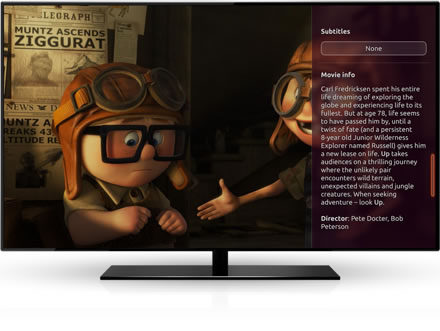 LEGRAPH
MUNTZ ASCENDS
ZIGGURAT
NEWS
NTZ
REAKS 43
LTITUDE RE
Subtitles
None
Movie info
Carl Fredricksen spent his entire
life dreaming of exploring the
globe and experiencing life to its
fullest. But at age 78, life seems
to have passed him by, until a
twist of fate (and a persistent
8-year old Junior Wilderness
Explorer named Russell) gives him
a new lease on life. Up takes
audiences on a thrilling journey
where the unlikely pair
encounters wild terrain,
unexpected villains and jungle
creatures. When seeking
adventure – look Up.
Director: Pete Docter, Bob
Peterson